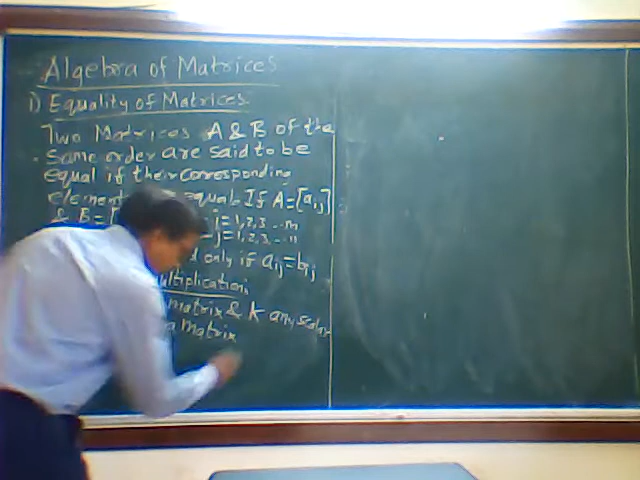 Algebra of Matrices
1) Equality of Matrices
Two Matrices A & B of the
same order are said to be
equal if their corresponding
element equal. If A = [aij]
& B = [ i = 1,2,3 ... m
j = 1,2,3 ... n
only if aij = bij
ultiplication.
matrix & K any scalar
a matrix